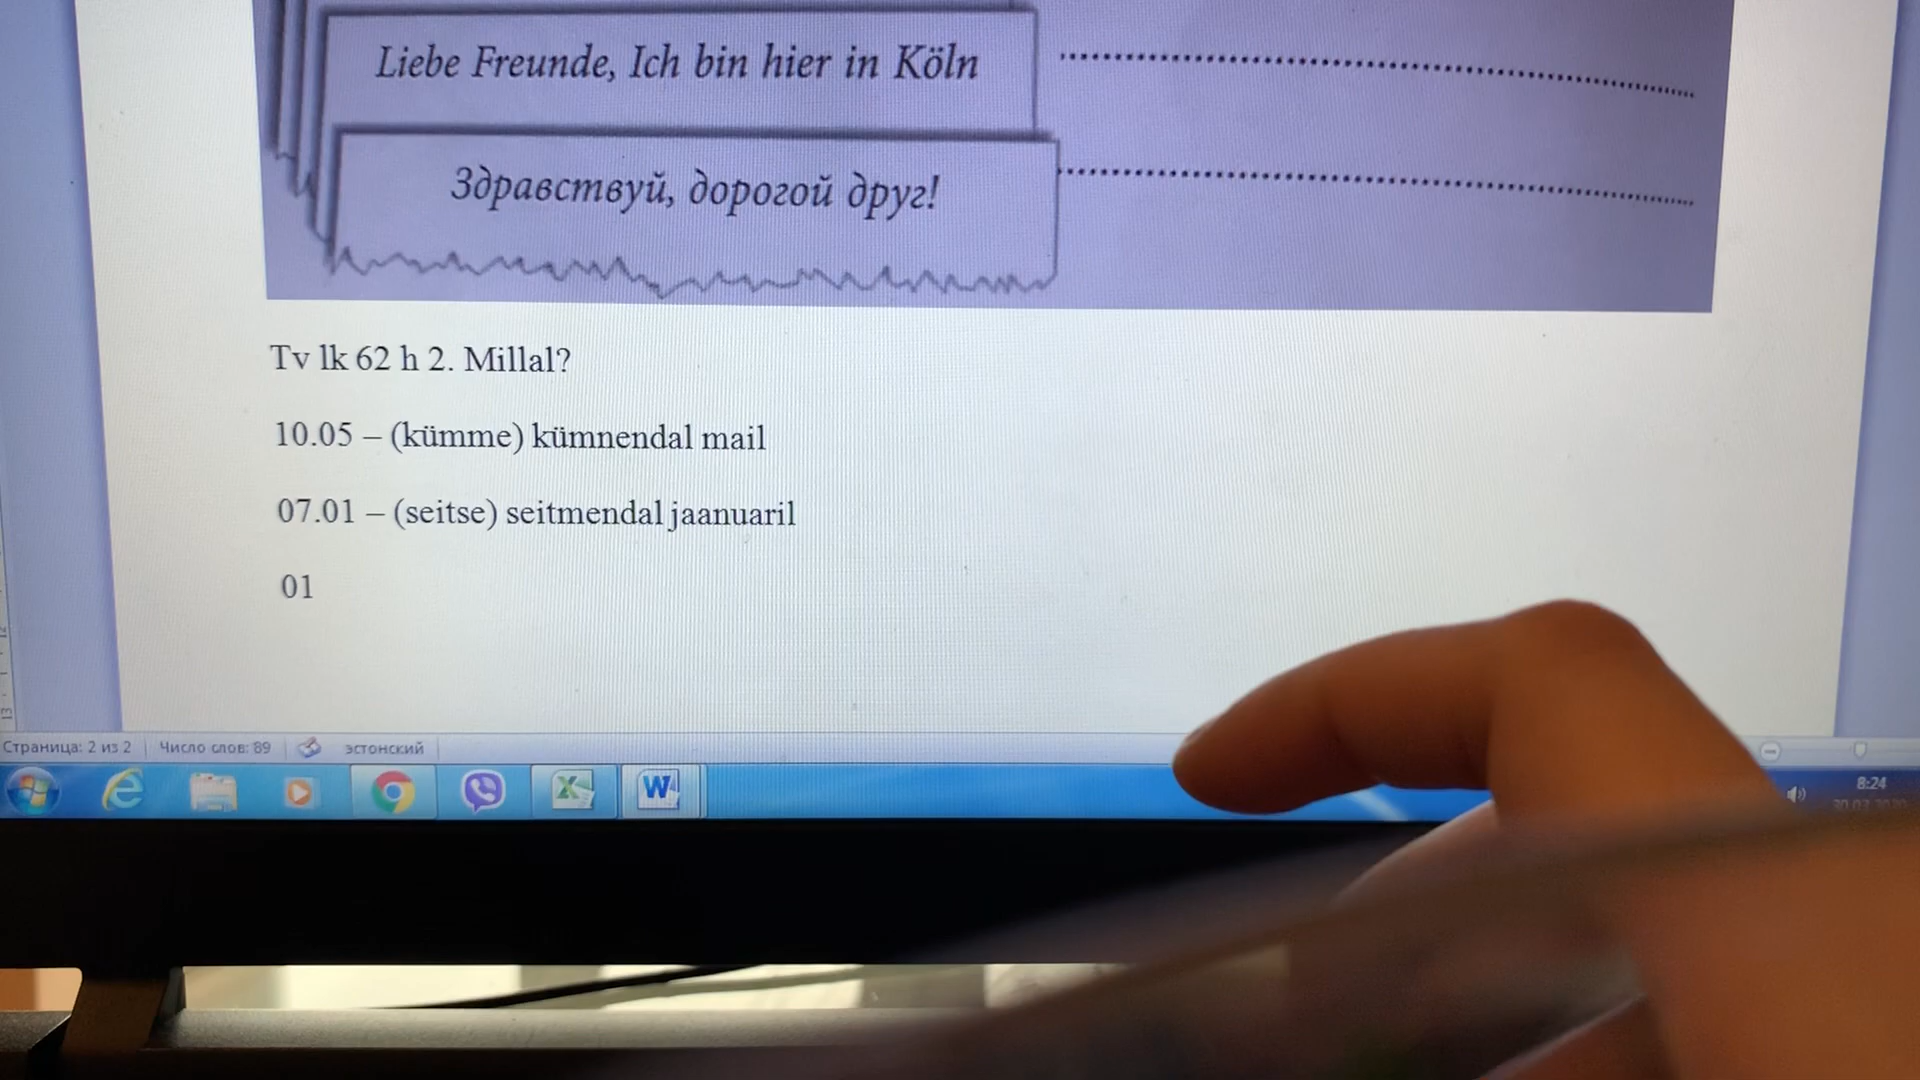 Liebe Freunde, Ich bin hier in Köln
Здравствуй, дорогой друг!
Tv lk 62 h 2. Millal?
10.05 – (kümme) kümnendal mail
07.01 – (seitse) seitmendal jaanuaril
01
Страница: 2 из 2 Число слов: 89 эстонский
8:24